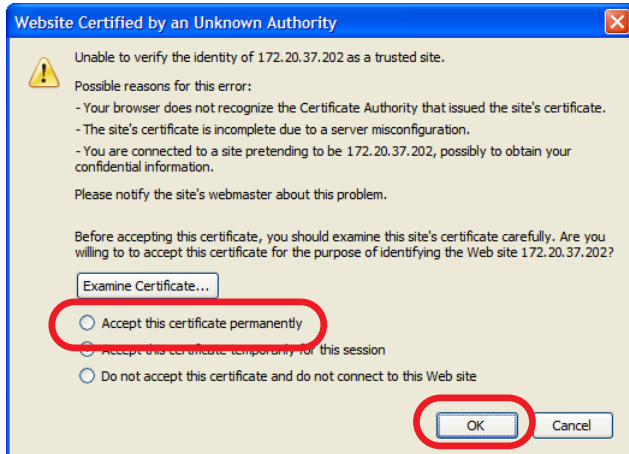 Website Certified by an Unknown Authority
Unable to verify the identity of 172.20.37.202 as a trusted site.
Possible reasons for this error:
- Your browser does not recognize the Certificate Authority that issued the site's certificate.
- The site's certificate is incomplete due to a server misconfiguration.
- You are connected to a site pretending to be 172.20.37.202, possibly to obtain your
confidential information.
Please notify the site's webmaster about this problem.
Before accepting this certificate, you should examine this site's certificate carefully. Are you
willing to to accept this certificate for the purpose of identifying the Web site 172.20.37.202?
Examine Certificate...
Accept this certificate permanently
Accept this certificate temporarily for this session
Do not accept this certificate and do not connect to this Web site
OK
Cancel